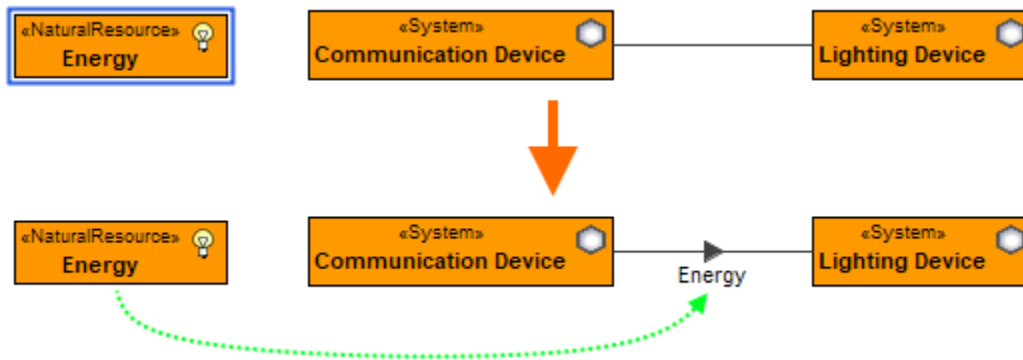 «NaturalResource»
Energy
«System»
Communication Device
«System»
Lighting Device
«NaturalResource»
Energy
«System»
Communication Device
Energy
«System»
Lighting Device